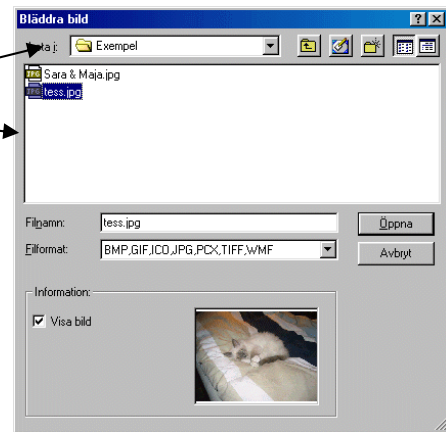 Bläddra bild
j: Exempel
Sara & Maja.jpg
tess.jpg
Filnamn: tess.jpg Öppna
Filformat: BMP,GIF,ICO,JPG,PCX,TIFF,WMF Avbryt
Information:
Visa bild